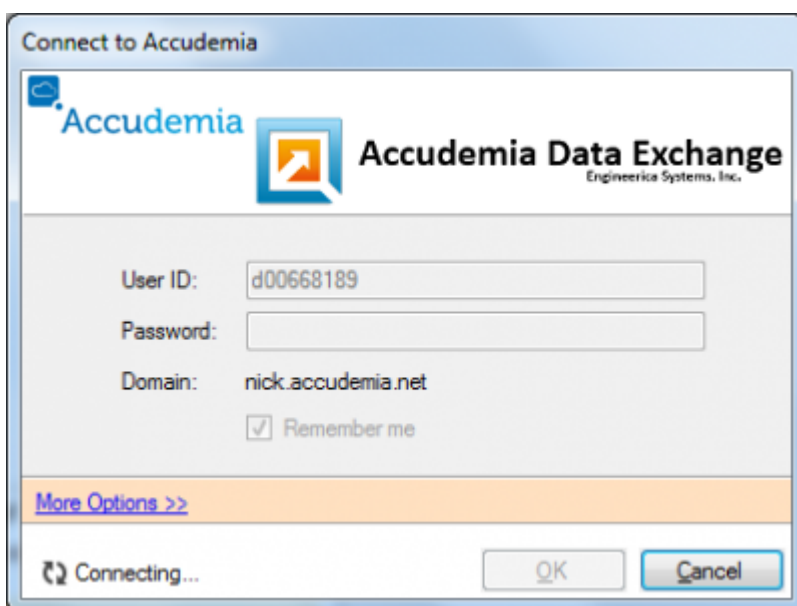 Connect to Accudemia
Accudemia
Accudemia Data Exchange
Engineerica Systems, Inc.
User ID: d00668189
Password:
Domain: nick.accudemia.net
Remember me
More Options >>
Connecting... OK Cancel